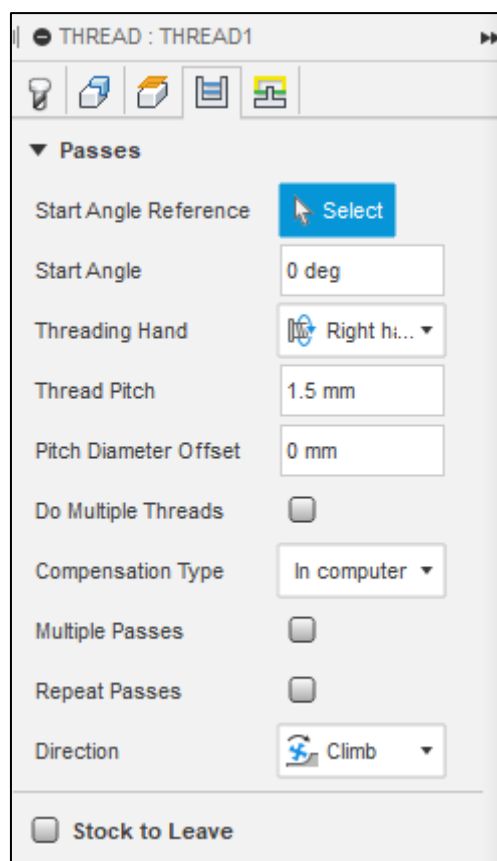 THREAD : THREAD1
Passes
Start Angle Reference Select
Start Angle 0 deg
Threading Hand Right ha...
Thread Pitch 1.5 mm
Pitch Diameter Offset 0 mm
Do Multiple Threads
Compensation Type In computer
Multiple Passes
Repeat Passes
Direction Climb
Stock to Leave